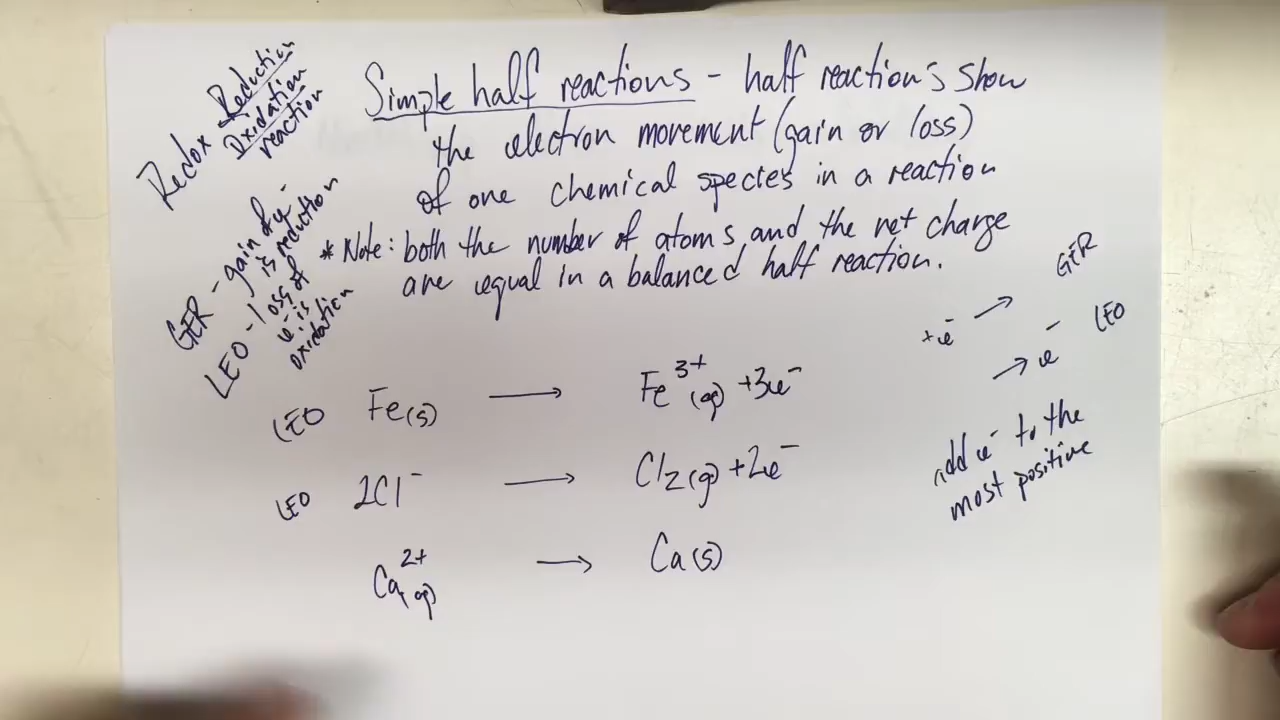 Redox Reduction
Oxidation
reaction
GER - gain of e⁻
is reduction
LEO - loss of
e⁻ is
oxidation
Simple half reactions - half reaction's show
the electron movement (gain or loss)
of one chemical species in a reaction
* Note: both the number of atoms and the net charge
are equal in a balanced half reaction.
+e⁻ → GER
→ e⁻ LEO
add e⁻ to the
most positive
LEO Fe(s) → Fe³⁺(aq) +3e⁻
LEO 2Cl⁻ → Cl₂(g) +2e⁻
Ca²⁺(aq) → Ca(s)